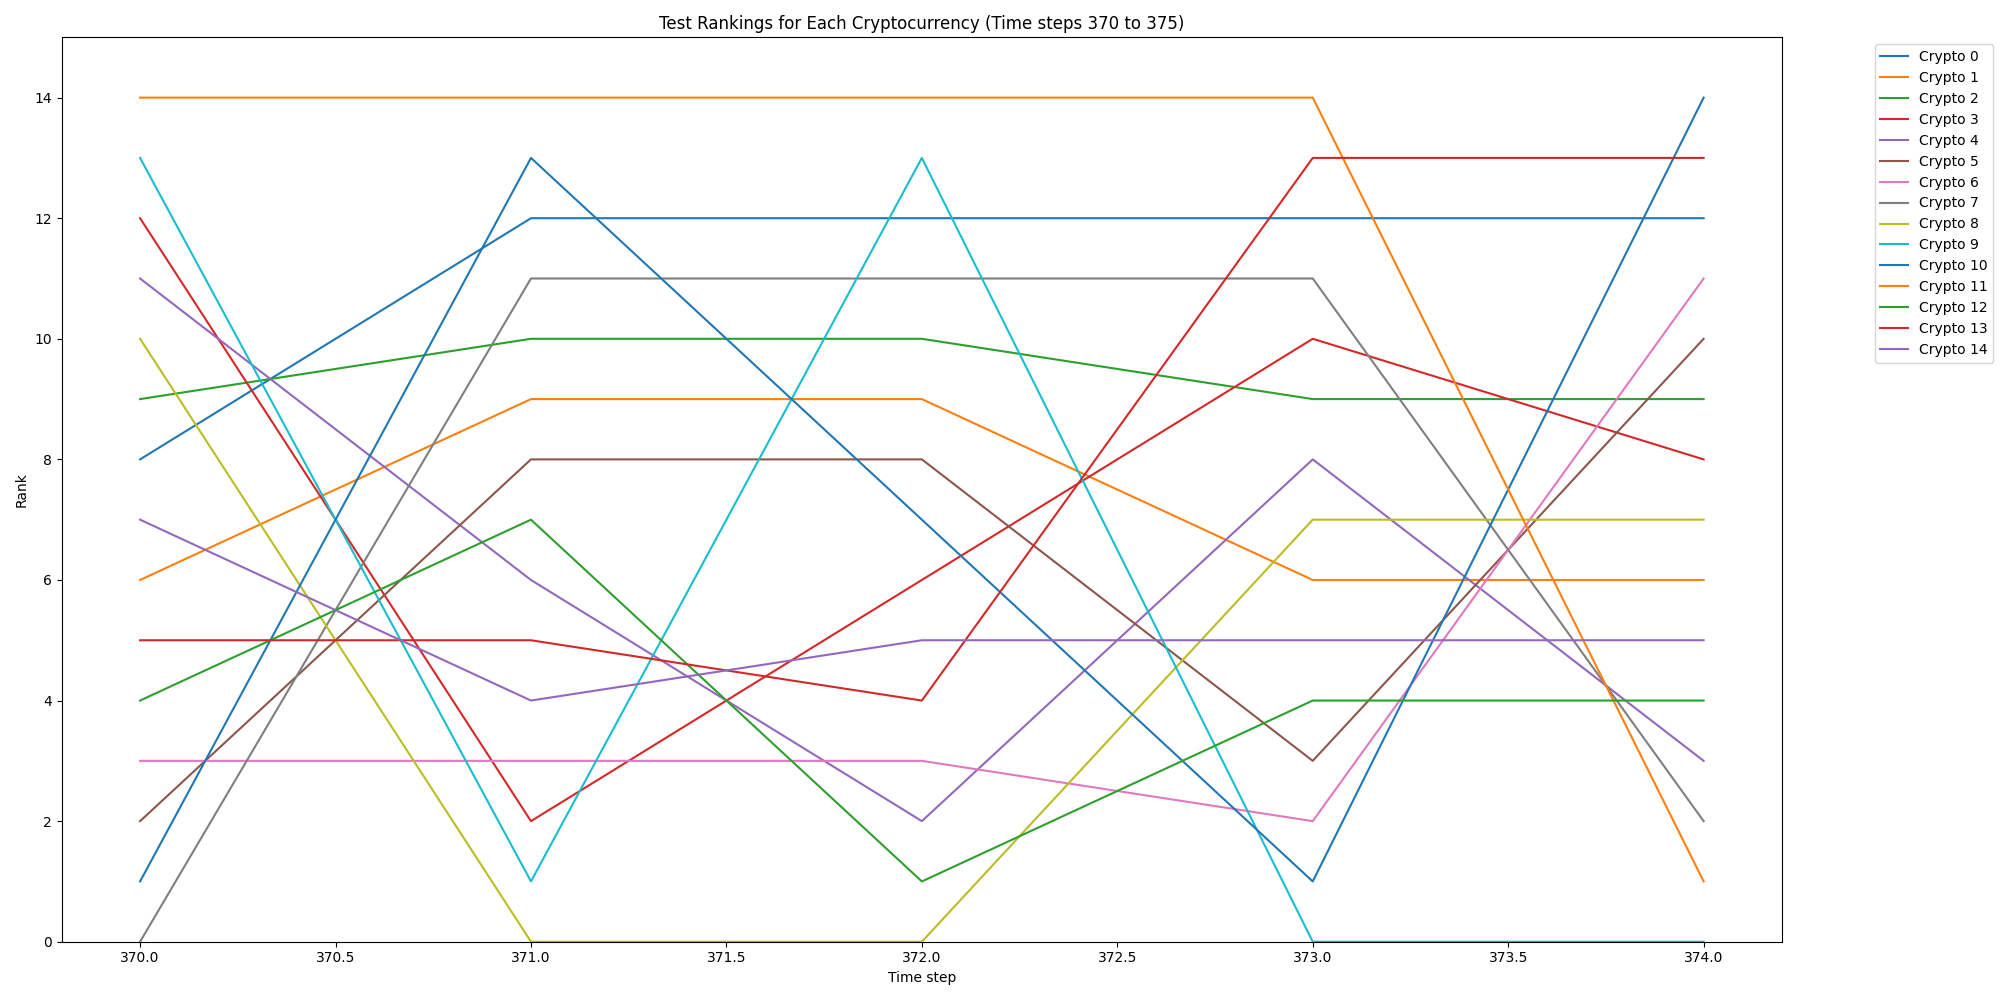 Test Rankings for Each Cryptocurrency (Time steps 370 to 375)
Rank
14
12
10
8
6
4
2
0
370.0 370.5 371.0 371.5 372.0 372.5 373.0 373.5 374.0
Time step
Crypto 0
Crypto 1
Crypto 2
Crypto 3
Crypto 4
Crypto 5
Crypto 6
Crypto 7
Crypto 8
Crypto 9
Crypto 10
Crypto 11
Crypto 12
Crypto 13
Crypto 14